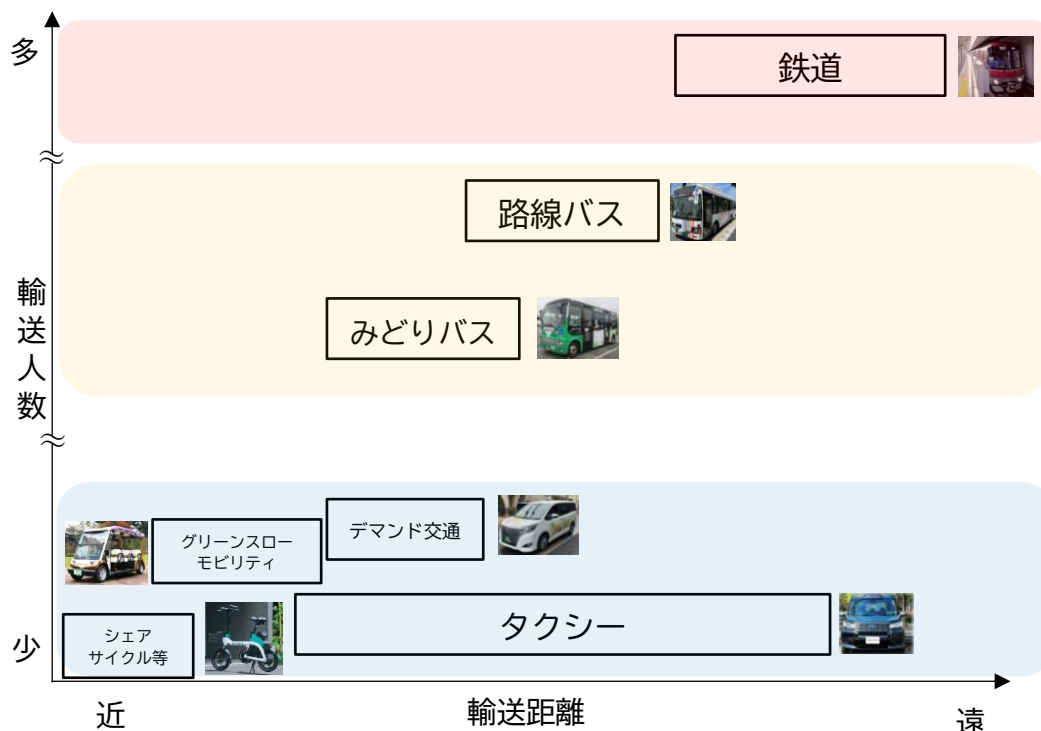 多
鉄道
路線バス
輸送人数
みどりバス
デマンド交通
グリーンスロー
モビリティ
タクシー
シェア
サイクル等
少
近
輸送距離
遠